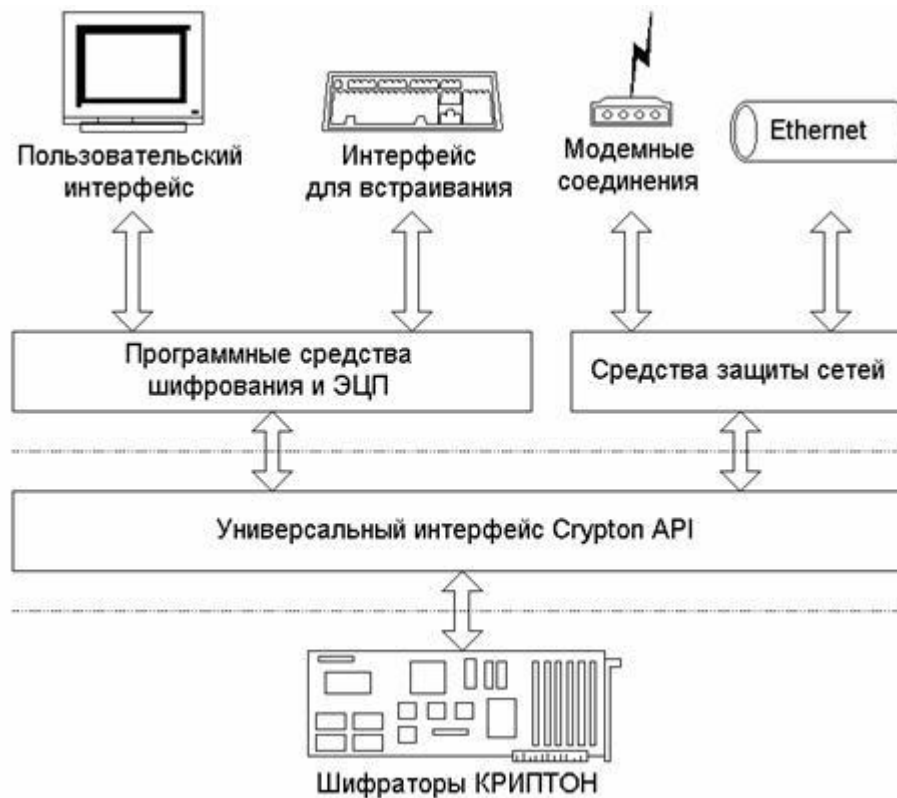 Пользовательский
интерфейс
Интерфейс
для встраивания
Модемные
соединения
Ethernet
Программные средства
шифрования и ЭЦП
Средства защиты сетей
Универсальный интерфейс Crypton API
Шифраторы КРИПТОН